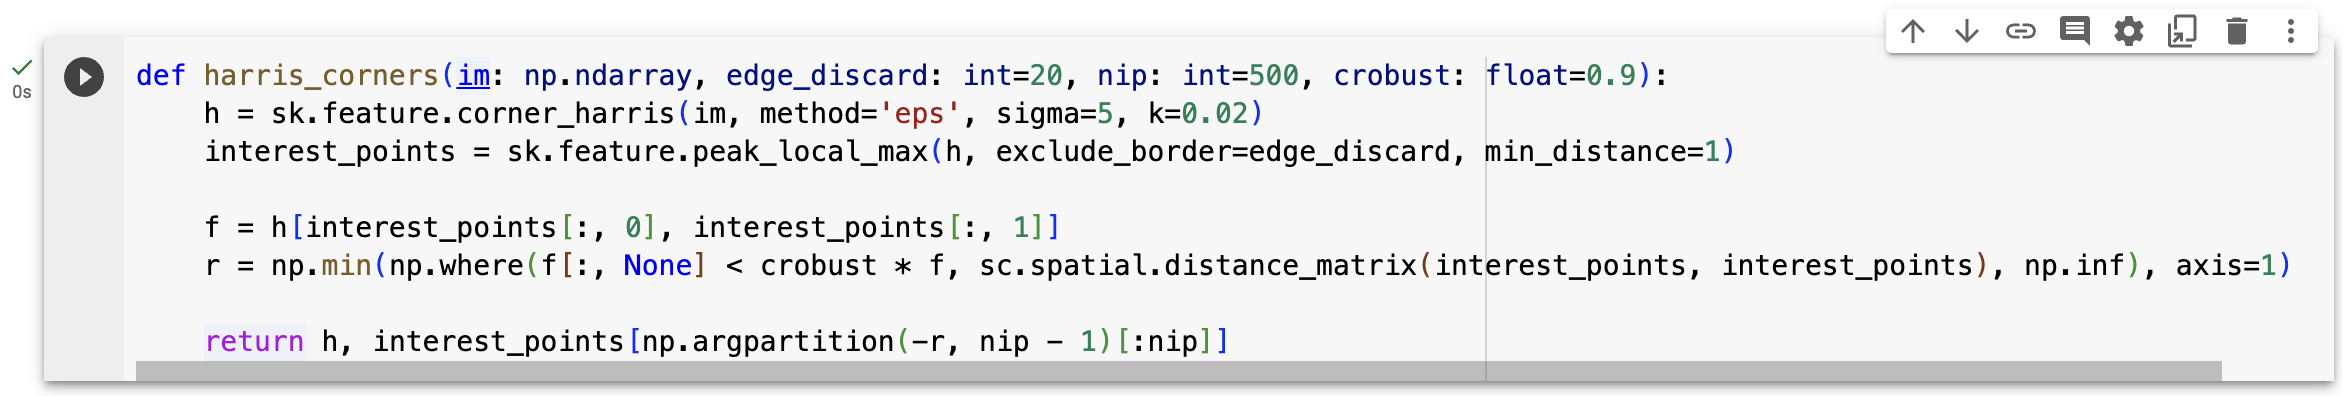 def harris_corners(im: np.ndarray, edge_discard: int=20, nip: int=500, crobust: float=0.9):
0s
    h = sk.feature.corner_harris(im, method='eps', sigma=5, k=0.02)
    interest_points = sk.feature.peak_local_max(h, exclude_border=edge_discard, min_distance=1)
    f = h[interest_points[:, 0], interest_points[:, 1]]
    r = np.min(np.where(f[:, None] < crobust * f, sc.spatial.distance_matrix(interest_points, interest_points), np.inf), axis=1)
    return h, interest_points[np.argpartition(-r, nip - 1)[:nip]]